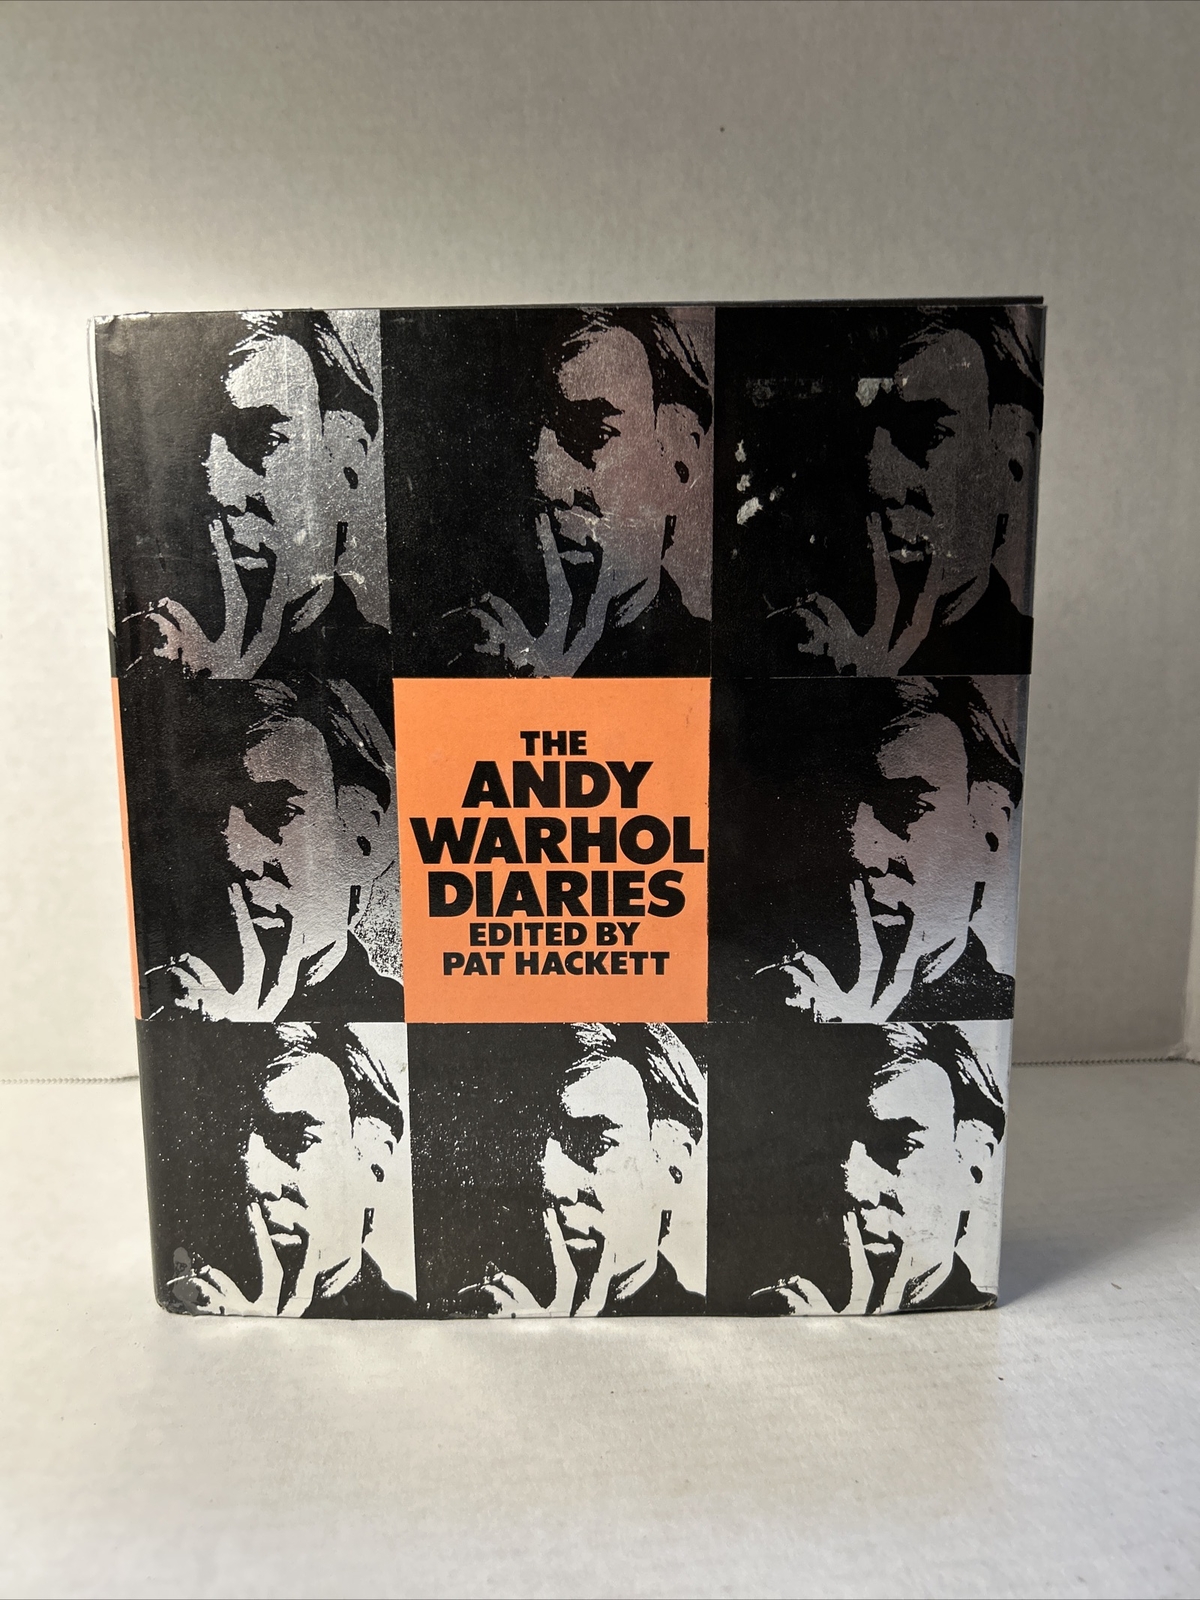 THE
ANDY
WARHOL
DIARIES
EDITED BY
PAT HACKETT